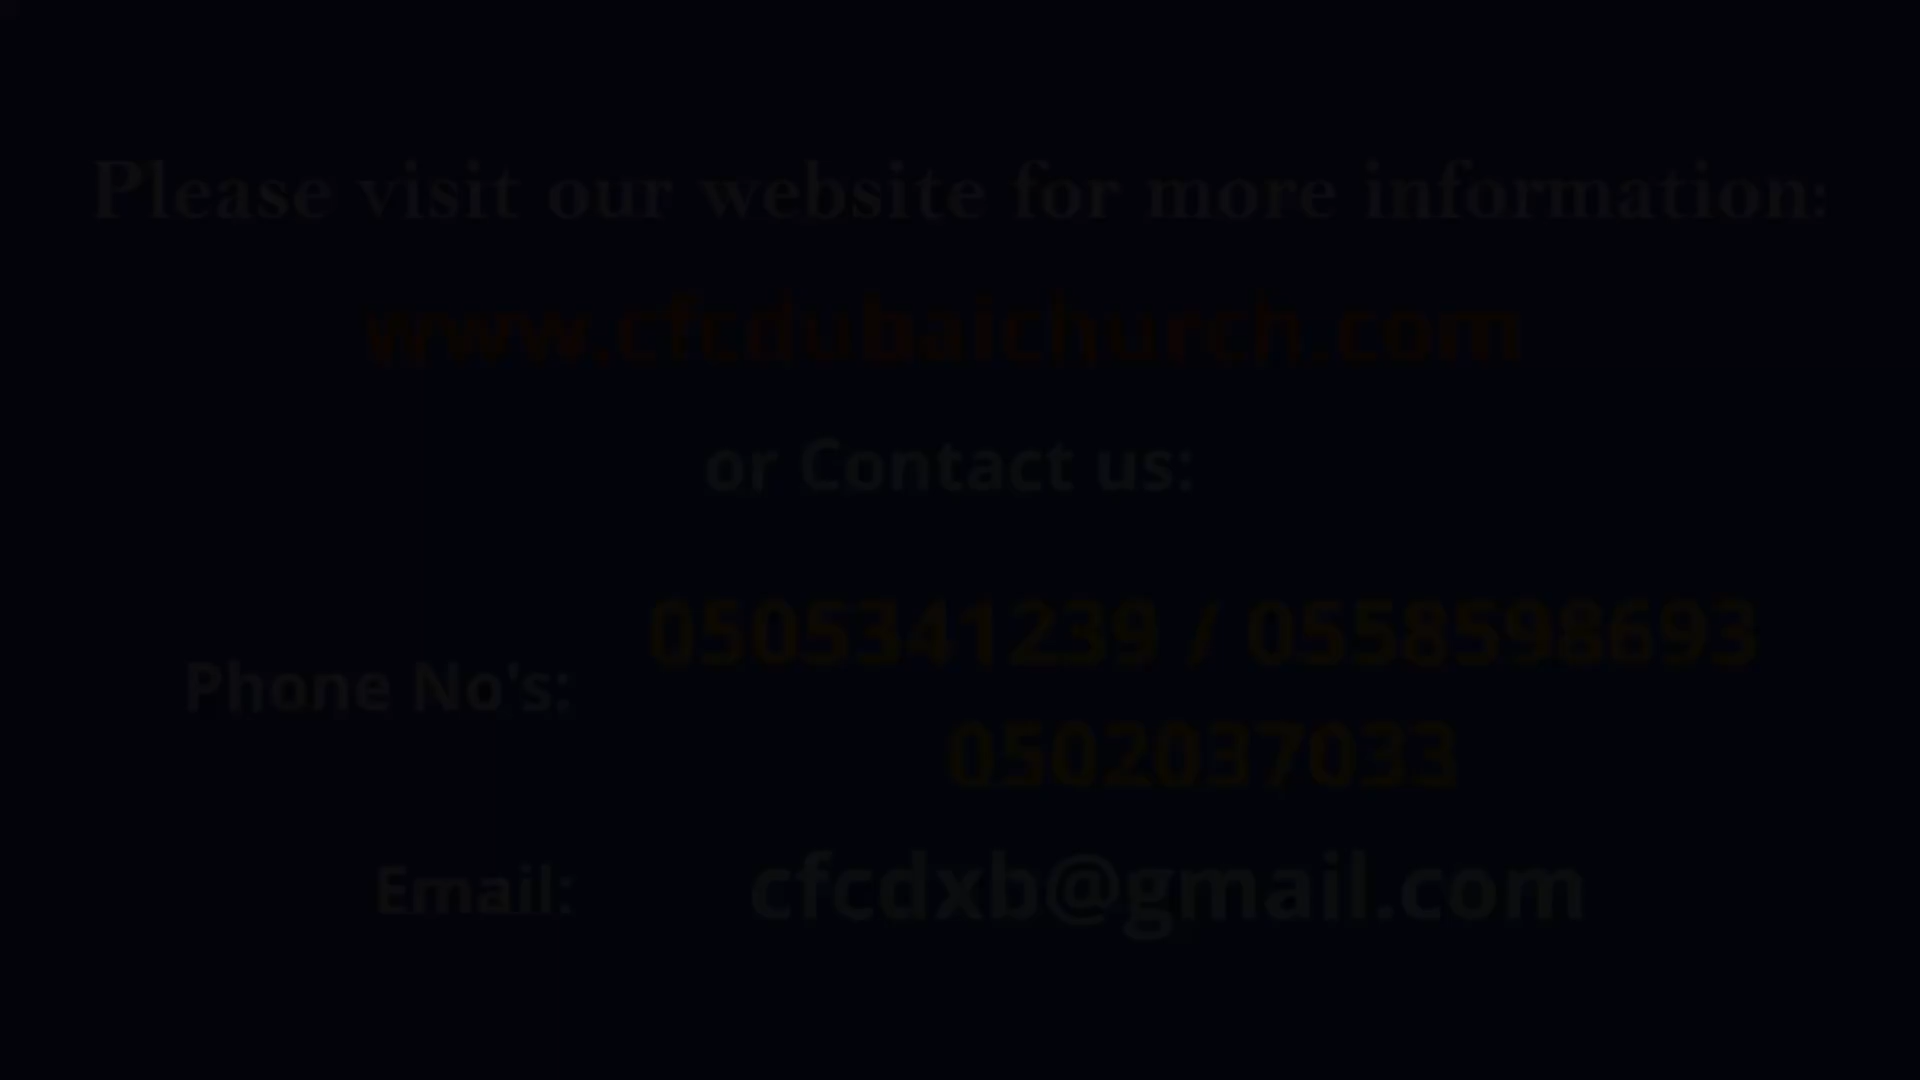 Please visit our website for more information:
www.cfcdubaichurch.com
or Contact us:
Phone No's:
0505341239 / 0558598693
0502037033
Email: cfcdxb@gmail.com